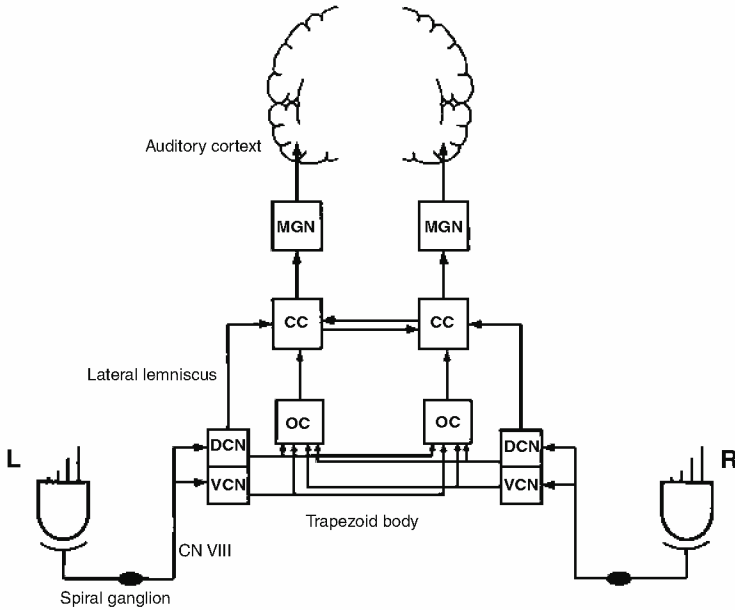 Auditory cortext
MGN MGN
CC CC
Lateral lemniscus
OC OC
L DCN DCN R
VCN VCN
Trapezoid body
CN VIII
Spiral ganglion